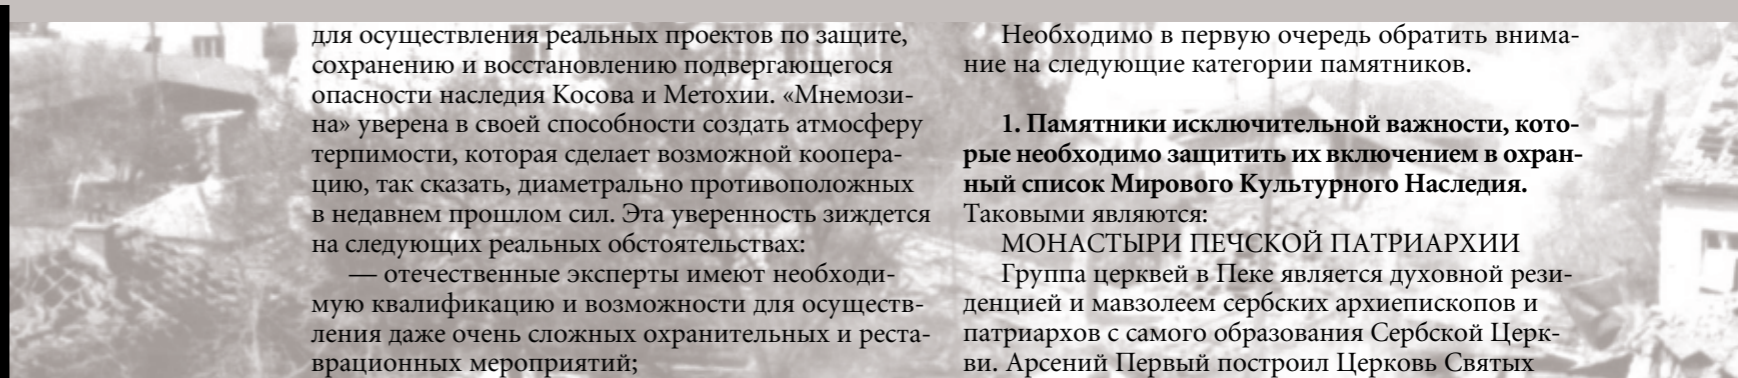 для осуществления реальных проектов по защите,
сохранению и восстановлению подвергающегося
опасности наследия Косова и Метохии. «Мнемози-
на» уверена в своей способности создать атмосферу
терпимости, которая сделает возможной коопера-
цию, так сказать, диаметрально противоположных
в недавнем прошлом сил. Эта уверенность зиждется
на следующих реальных обстоятельствах:
— отечественные эксперты имеют необходи-
мую квалификацию и возможности для осуществ-
ления даже очень сложных охранительных и реста-
врационных мероприятий;
Необходимо в первую очередь обратить внима-
ние на следующие категории памятников.
1. Памятники исключительной важности, кото-
рые необходимо защитить их включением в охран-
ный список Мирового Культурного Наследия.
Таковыми являются:
МОНАСТЫРИ ПЕЧСКОЙ ПАТРИАРХИИ
Группа церквей в Пеке является духовной рези-
денцией и мавзолеем сербских архиепископов и
патриархов с самого образования Сербской Церк-
ви. Арсений Первый построил Церковь Святых